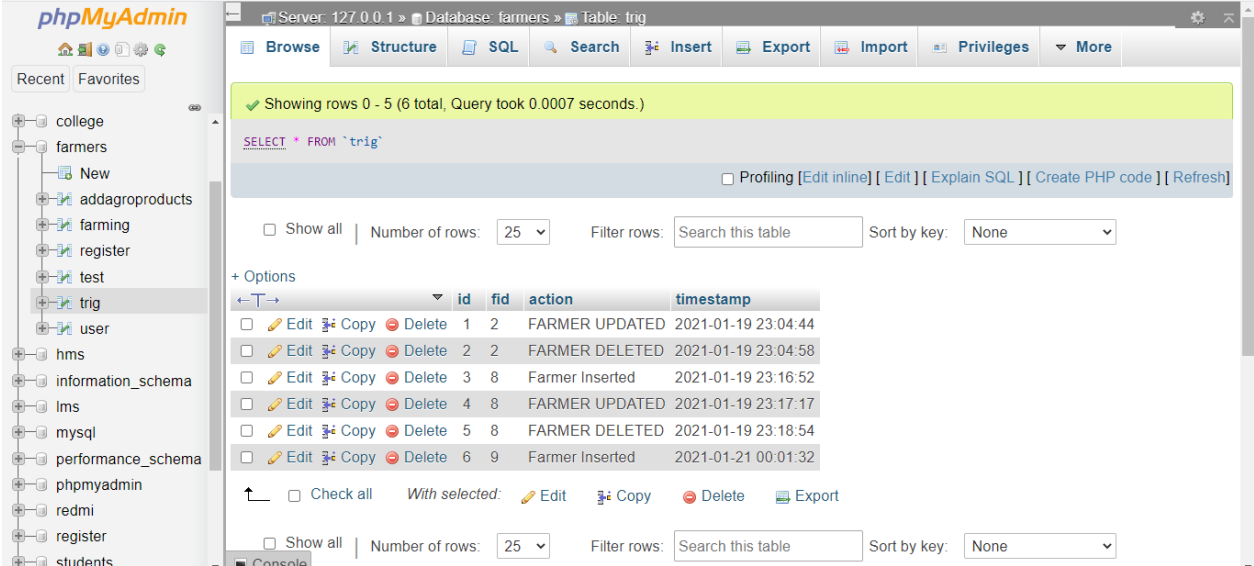 phpMyAdmin
Recent Favorites
college
farmers
New
addagroproducts
farming
register
test
trig
user
hms
information_schema
lms
mysql
performance_schema
phpmyadmin
redmi
register
students
Server: 127.0.0.1 » Database: farmers » Table: trig
Browse Structure SQL Search Insert Export Import Privileges More
Showing rows 0 - 5 (6 total, Query took 0.0007 seconds.)
SELECT * FROM `trig`
Profiling [Edit inline] [ Edit ] [ Explain SQL ] [ Create PHP code ] [ Refresh]
Show all | Number of rows: 25 Filter rows: Search this table Sort by key: None
+ Options
←T→ id fid action timestamp
Edit Copy Delete 1 2 FARMER UPDATED 2021-01-19 23:04:44
Edit Copy Delete 2 2 FARMER DELETED 2021-01-19 23:04:58
Edit Copy Delete 3 8 Farmer Inserted 2021-01-19 23:16:52
Edit Copy Delete 4 8 FARMER UPDATED 2021-01-19 23:17:17
Edit Copy Delete 5 8 FARMER DELETED 2021-01-19 23:18:54
Edit Copy Delete 6 9 Farmer Inserted 2021-01-21 00:01:32
Check all With selected: Edit Copy Delete Export
Show all | Number of rows: 25 Filter rows: Search this table Sort by key: None
Console